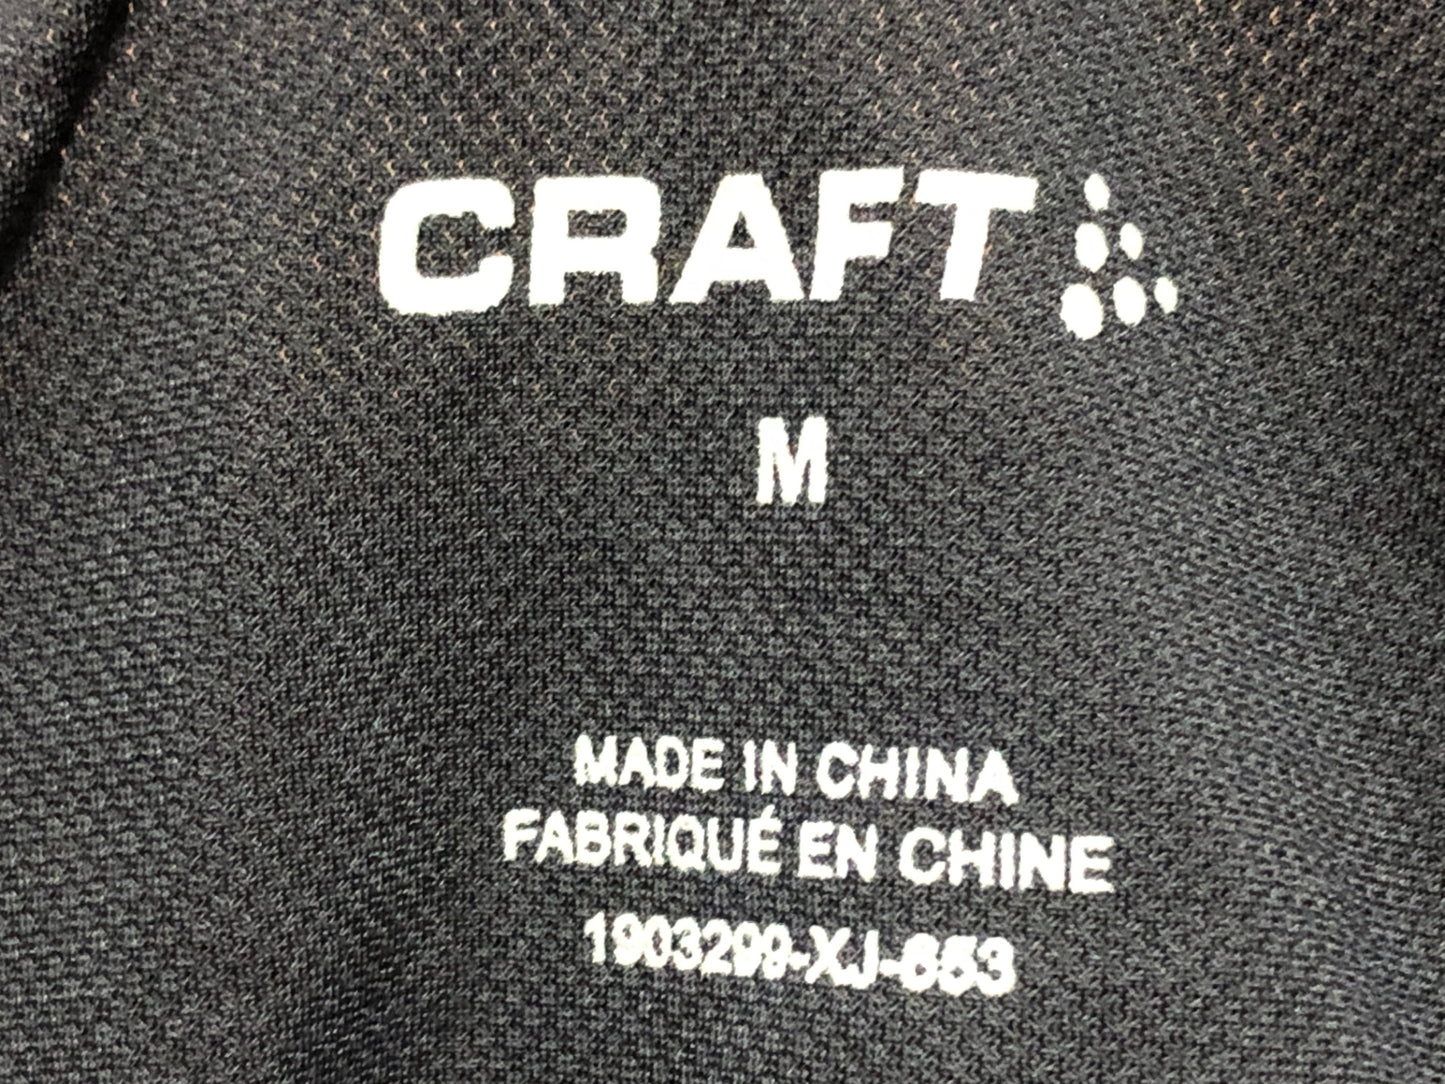 CRAFT
M
MADE IN CHINA
FABRIQUÉ EN CHINE
1903299-XJ-653